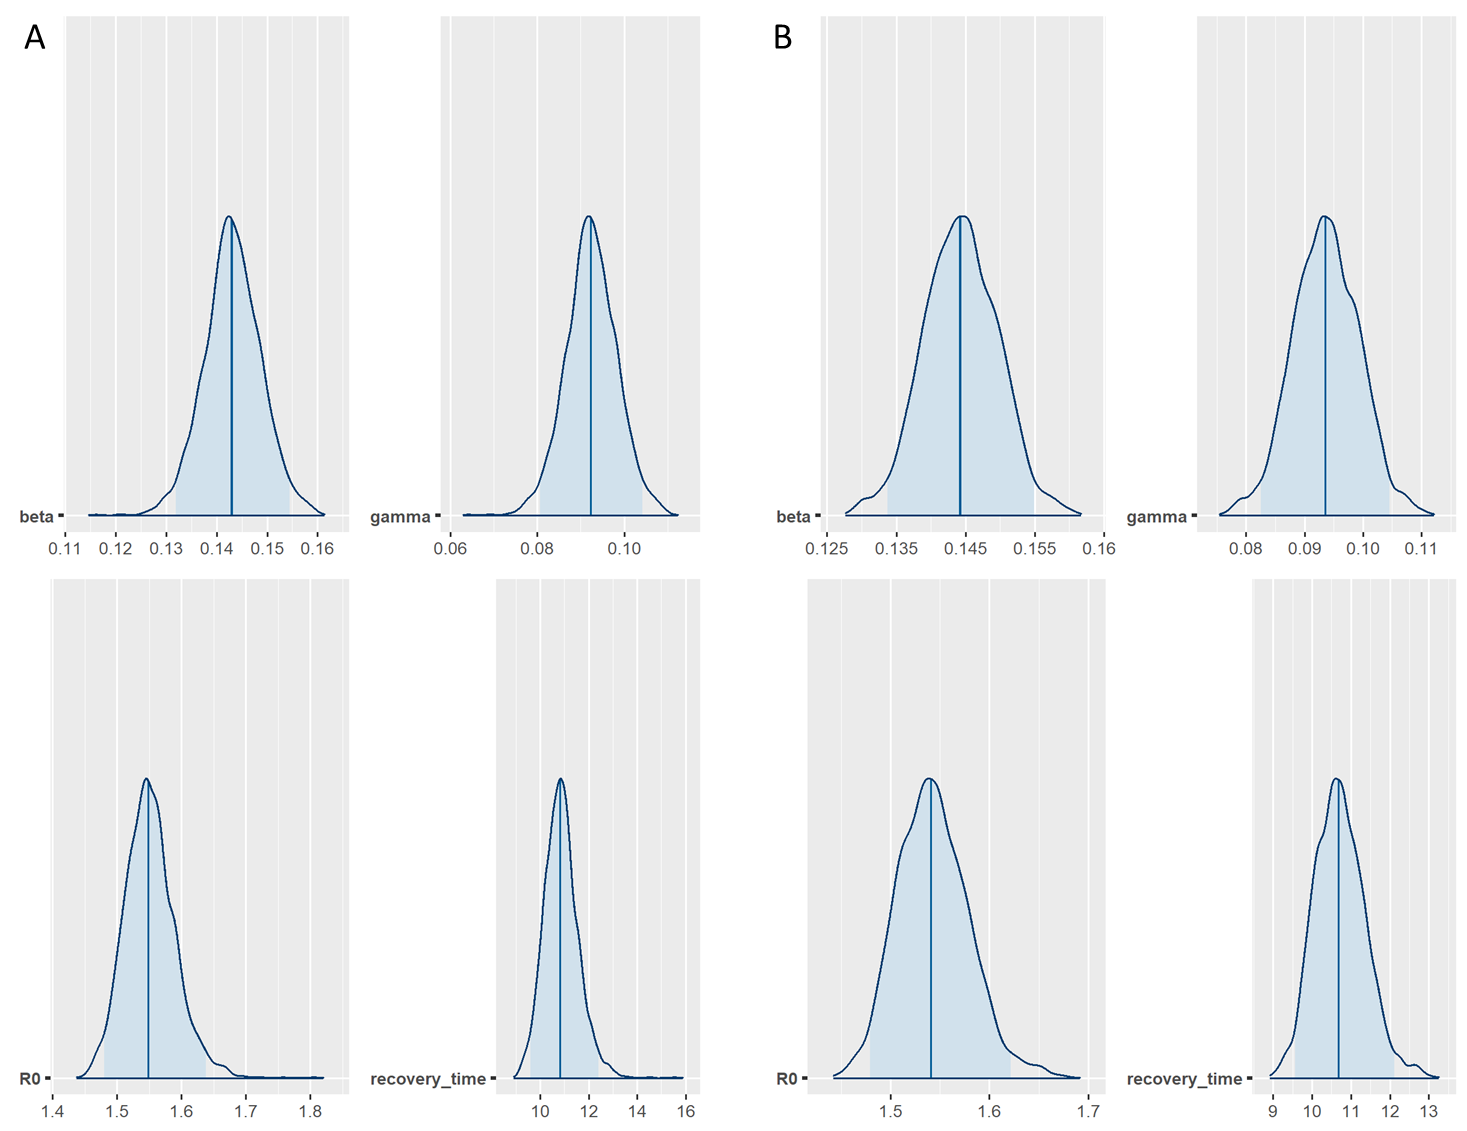 A
B
beta
gamma
beta
gamma
0.11 0.12 0.13 0.14 0.15 0.16
0.06 0.08 0.10
0.125 0.135 0.145 0.155 0.16
0.08 0.09 0.10 0.11
R0
recovery_time
R0
recovery_time
1.4 1.5 1.6 1.7 1.8
10 12 14 16
1.5 1.6 1.7
9 10 11 12 13